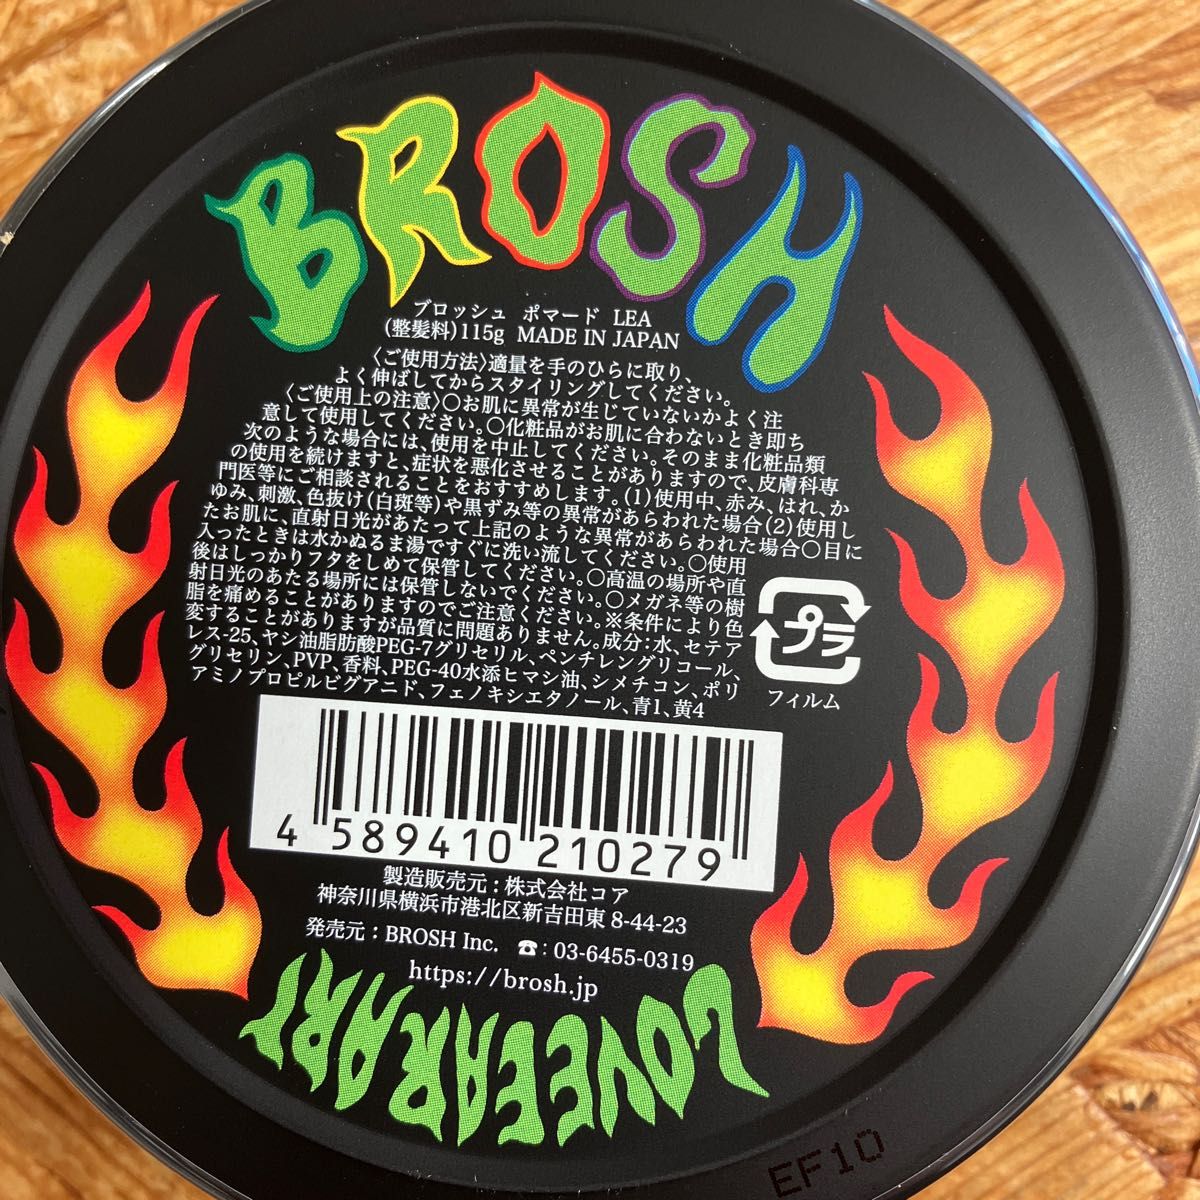 BROSH
ブロッシュ ポマード LEA
(整髪料)115g MADE IN JAPAN
〈ご使用方法〉適量を手のひらに取り、
よく伸ばしてからスタイリングしてください。
〈ご使用上の注意〉○お肌に異常が生じていないかよく注
意して使用してください。○化粧品がお肌に合わないとき即ち
次のような場合には、使用を中止してください。そのまま化粧品類
の使用を続けますと、症状を悪化させることがありますので、皮膚科専
門医等にご相談されることをおすすめします。(1)使用中、赤み、はれ、か
ゆみ、刺激、色抜け(白斑等)や黒ずみ等の異常があらわれた場合(2)使用し
たお肌に、直射日光があたって上記のような異常があらわれた場合○目に
入ったときは水かぬるま湯ですぐに洗い流してください。○使用
後はしっかりフタをしめて保管してください。○高温の場所や直
射日光のあたる場所には保管しないでください。○メガネ等の樹
脂を痛めることがありますのでご注意ください。※条件により色
変することがありますが品質に問題ありません。成分:水、セテア
レス-25、ヤシ油脂肪酸PEG-7グリセリル、ペンチレングリコール、
グリセリン、PVP、香料、PEG-40水添ヒマシ油、シメチコン、ポリ
アミノプロピルビグアニド、フェノキシエタノール、青1、黄4
プラ
フィルム
4 589410 210279
製造販売元：株式会社コア
神奈川県横浜市港北区新吉田東 8-44-23
発売元：BROSH Inc. ☎：03-6455-0319
https://brosh.jp
LOVEEARART
EF10